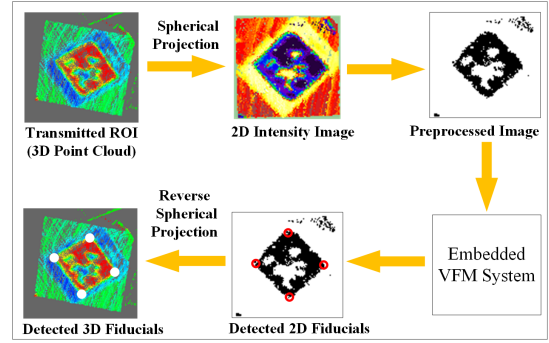 Spherical
Projection
Transmitted ROI
(3D Point Cloud)
2D Intensity Image
Preprocessed Image
Embedded
VFM System
Reverse
Spherical
Projection
Detected 2D Fiducials
Detected 3D Fiducials